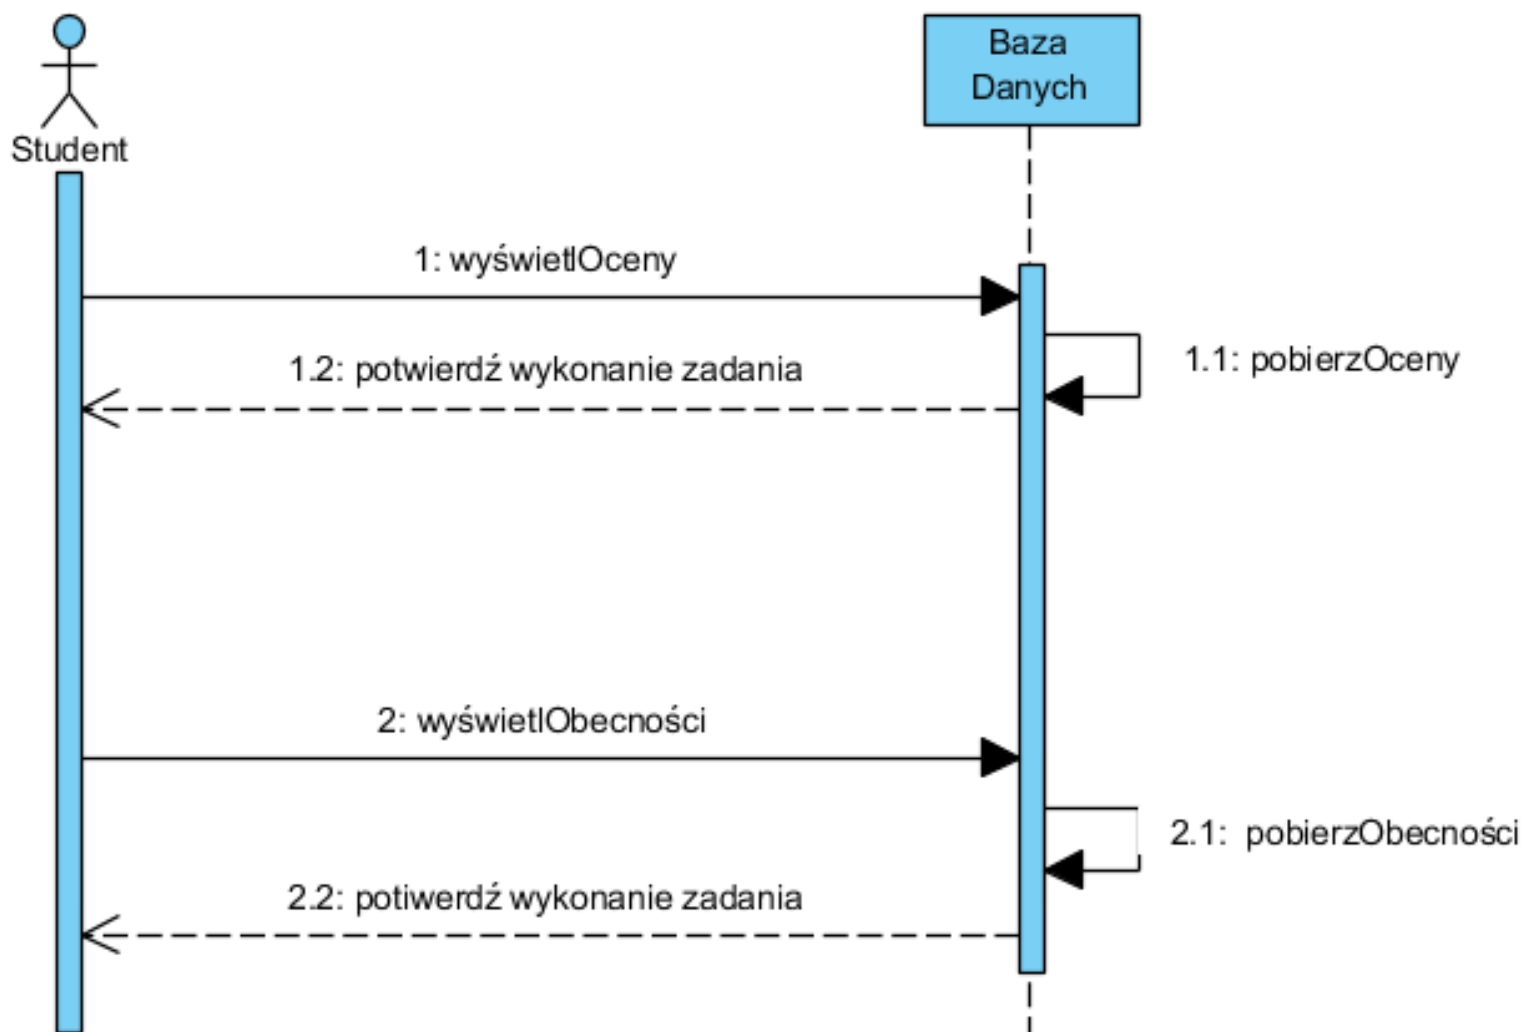 Baza
Danych
Student
1: wyświetlOceny
1.2: potwierdź wykonanie zadania
1.1: pobierzOceny
2: wyświetlObecności
2.1: pobierzObecności
2.2: potiwerdź wykonanie zadania